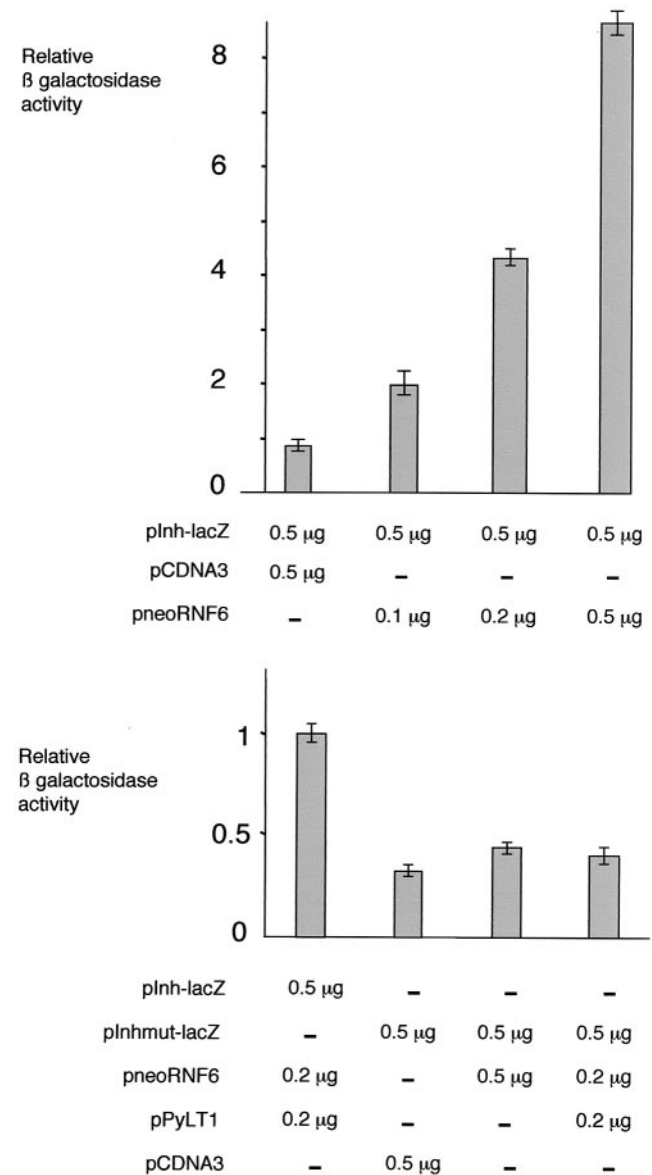 Relative
ß galactosidase
activity
8
6
4
2
0
pInh-lacZ 0.5 µg 0.5 µg 0.5 µg 0.5 µg
pCDNA3 0.5 µg – – –
pneoRNF6 – 0.1 µg 0.2 µg 0.5 µg
Relative
ß galactosidase
activity
1
0.5
0
pInh-lacZ 0.5 µg – – –
pInhmut-lacZ – 0.5 µg 0.5 µg 0.5 µg
pneoRNF6 0.2 µg – 0.5 µg 0.2 µg
pPyLT1 0.2 µg – – 0.2 µg
pCDNA3 – 0.5 µg – –